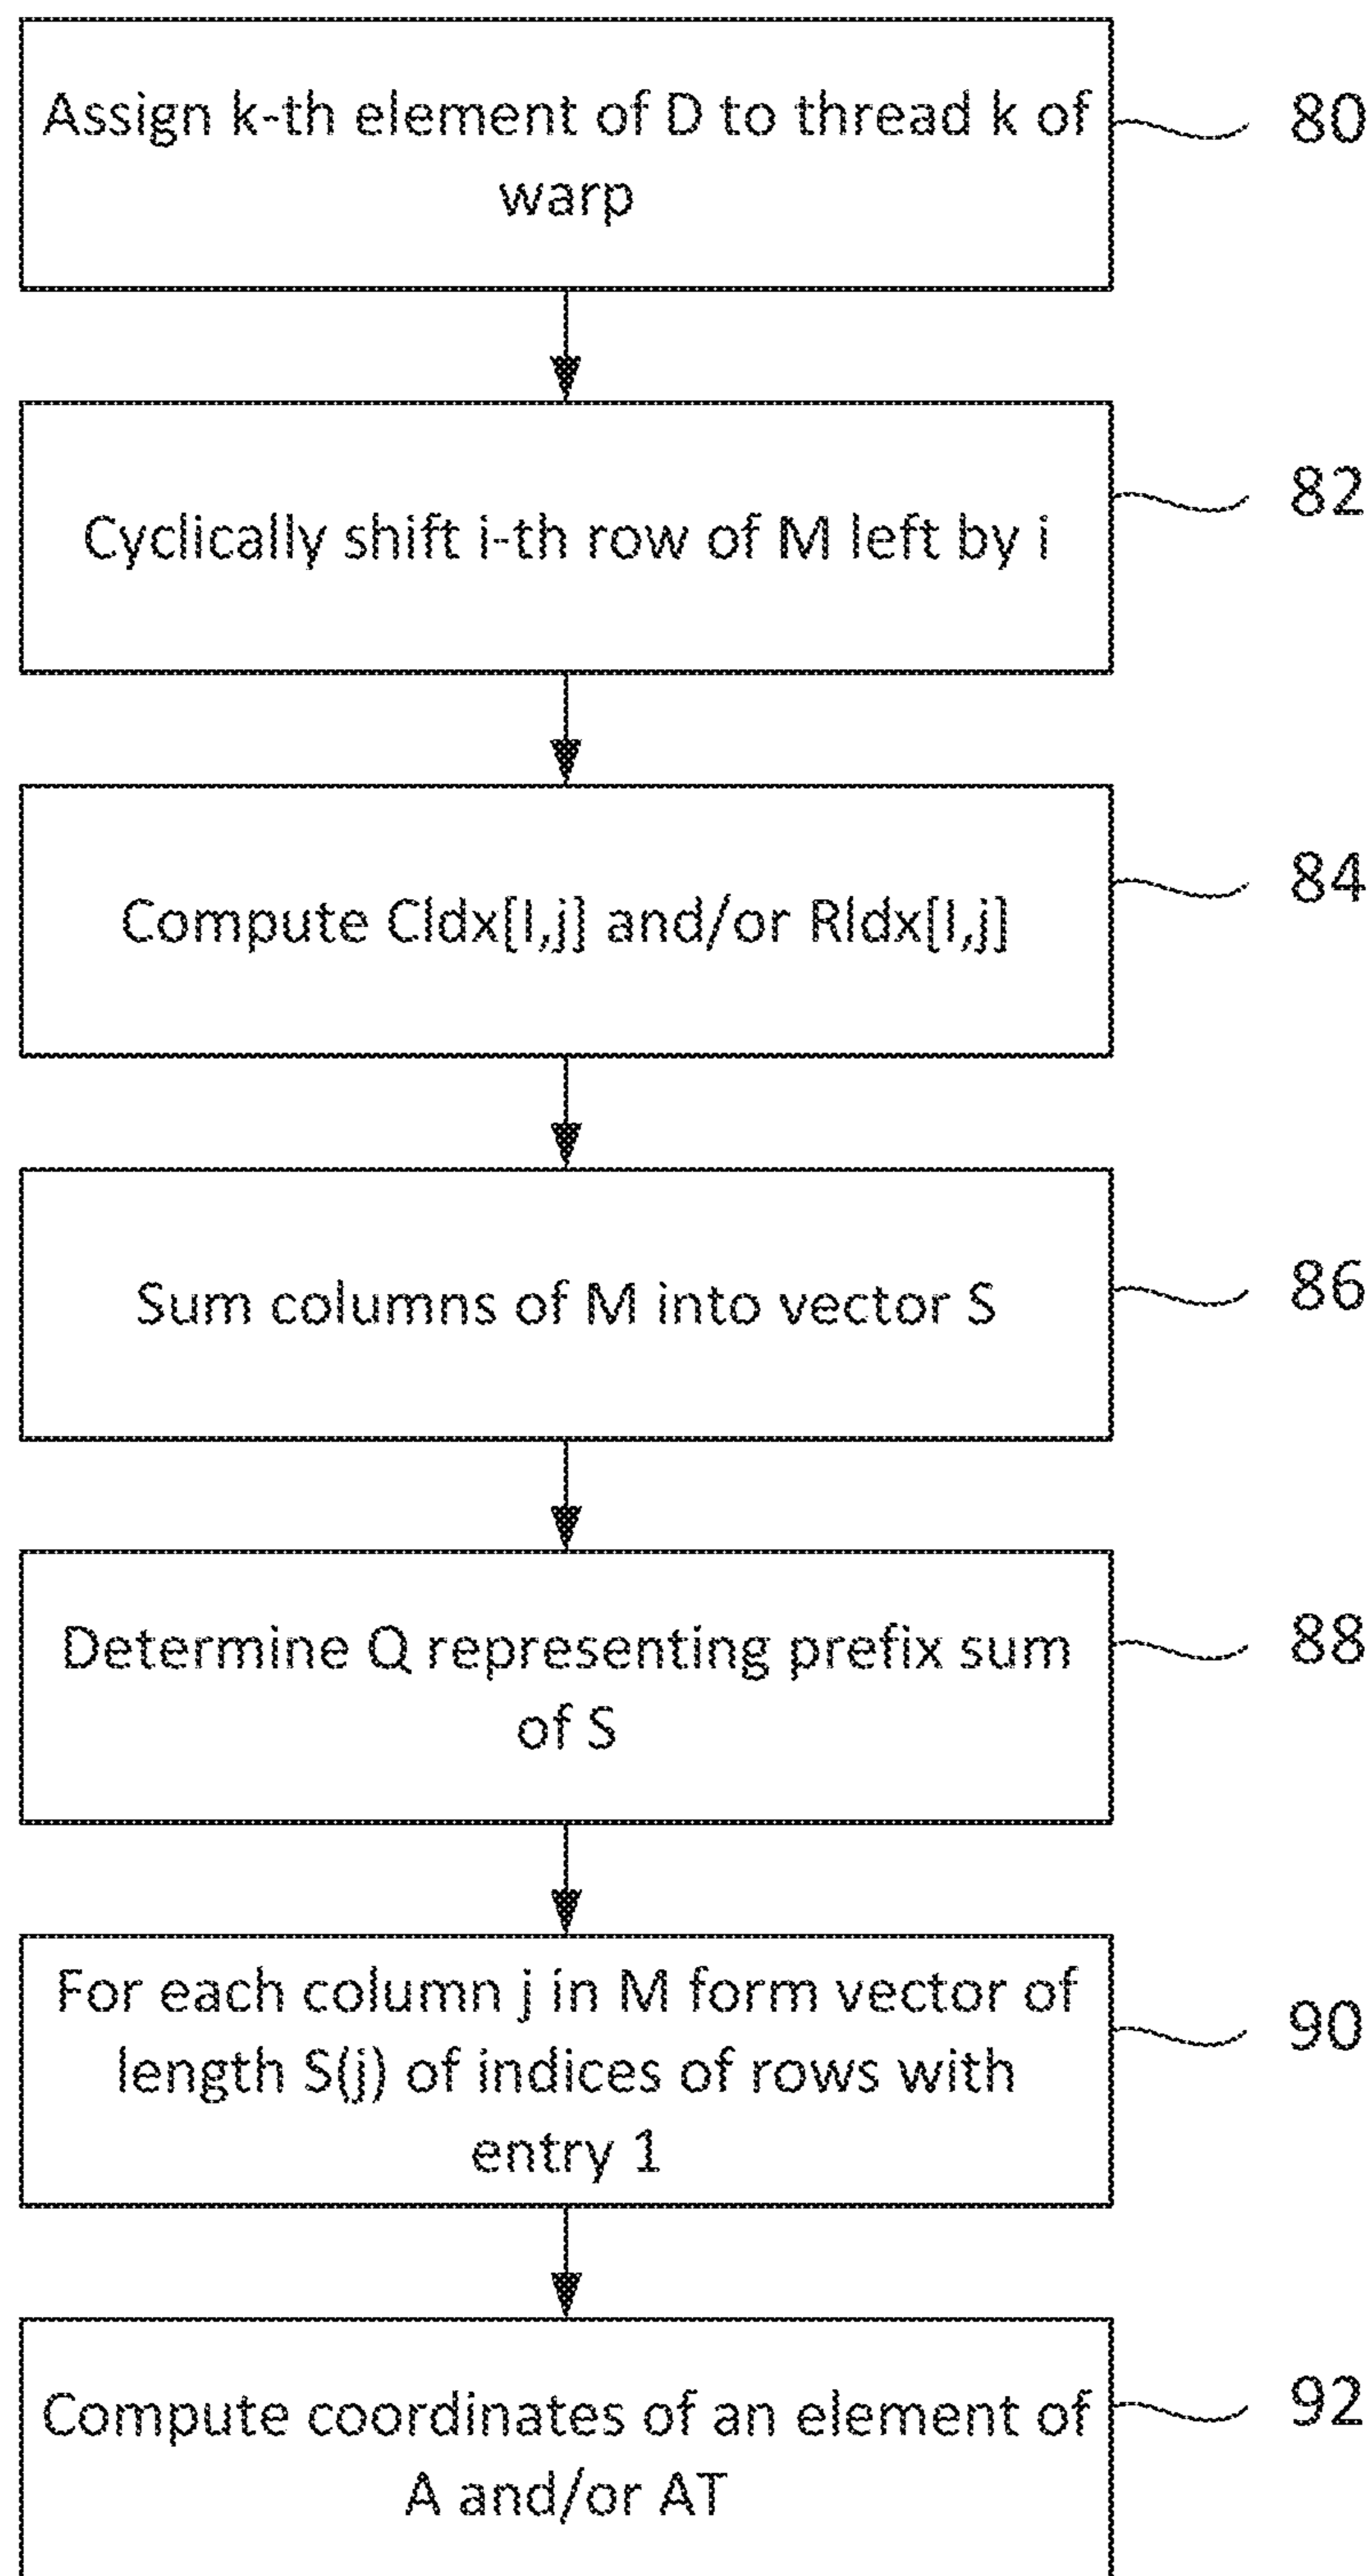 Assign k-th element of D to thread k of
warp
80
Cyclically shift i-th row of M left by i
82
Compute CIdx[I,j] and/or RIdx[I,j]
84
Sum columns of M into vector S
86
Determine Q representing prefix sum
of S
88
For each column j in M form vector of
length S(j) of indices of rows with
entry 1
90
Compute coordinates of an element of
A and/or AT
92